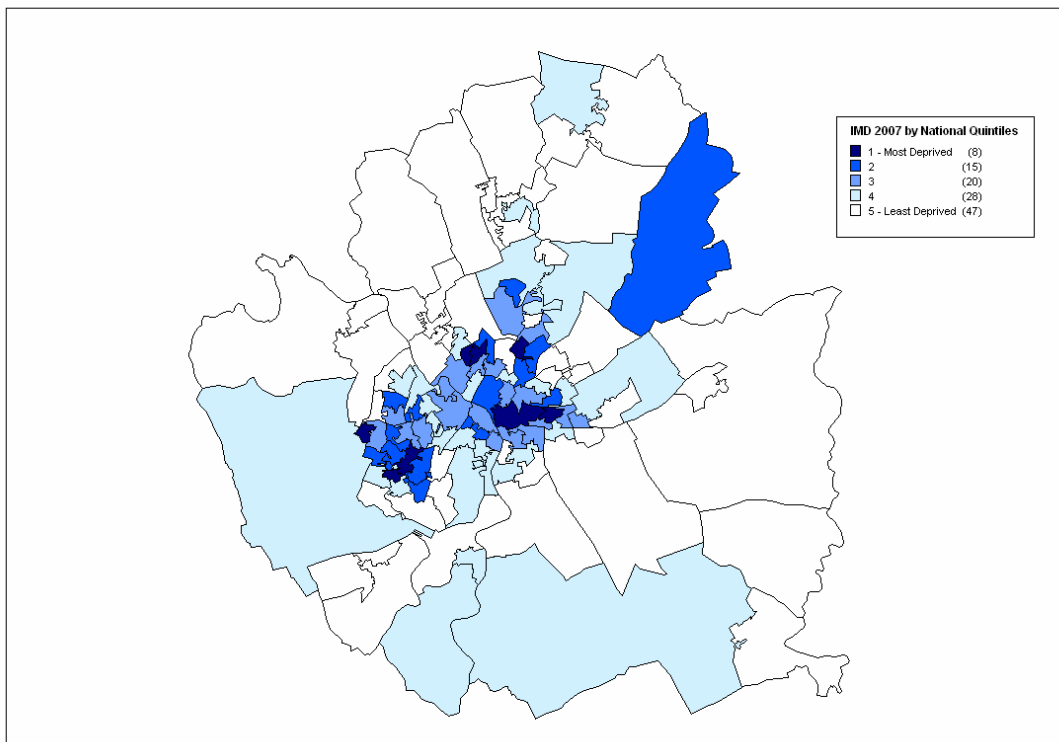 IMD 2007 by National Quintiles
1 - Most Deprived (8)
2 (15)
3 (20)
4 (28)
5 - Least Deprived (47)